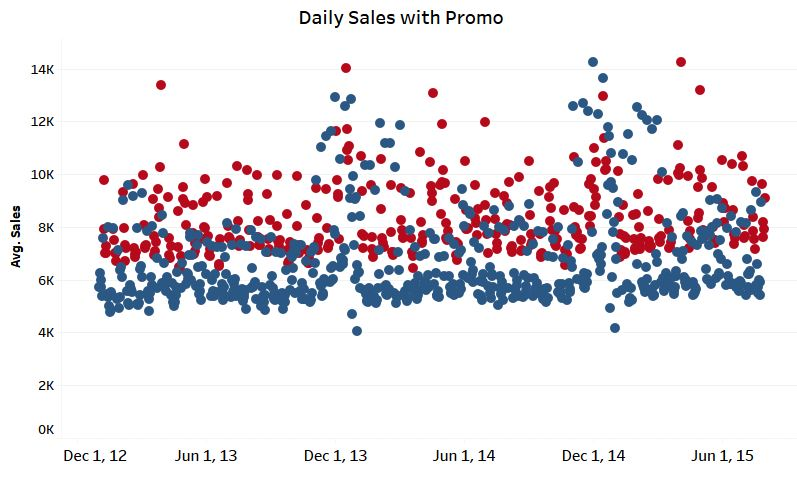 Daily Sales with Promo
14K
12K
10K
8K
6K
4K
2K
0K
Avg. Sales
Dec 1, 12 Jun 1, 13 Dec 1, 13 Jun 1, 14 Dec 1, 14 Jun 1, 15